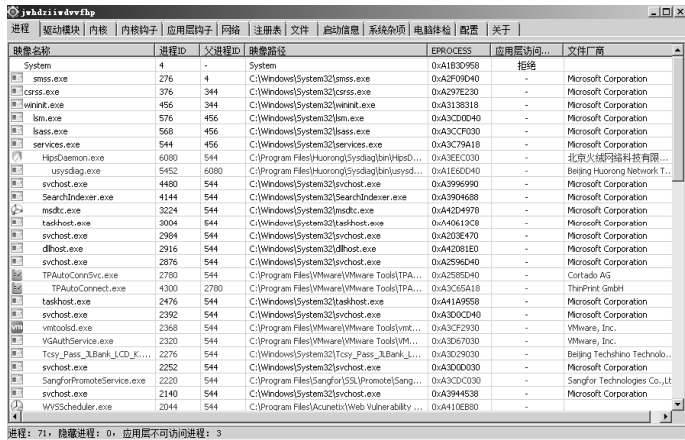 jwhdziiwdvvfhp
进程 驱动模块 内核 内核钩子 应用层钩子 网络 注册表 文件 启动信息 系统杂项 电脑体检 配置 关于
映像名称 进程ID 父进程ID 映像路径 EPROCESS 应用层访问... 文件厂商
System 4 - System 0xA1B3D958 拒绝
smss.exe 276 4 C:\Windows\System32\smss.exe 0xA2F09D40 - Microsoft Corporation
csrss.exe 376 344 C:\Windows\System32\csrss.exe 0xA297E230 - Microsoft Corporation
wininit.exe 456 344 C:\Windows\System32\wininit.exe 0xA3138318 - Microsoft Corporation
lsm.exe 576 456 C:\Windows\System32\lsm.exe 0xA3CD0D40 - Microsoft Corporation
lsass.exe 568 456 C:\Windows\System32\lsass.exe 0xA3CCF030 - Microsoft Corporation
services.exe 544 456 C:\Windows\System32\services.exe 0xA3C79A18 - Microsoft Corporation
HipsDaemon.exe 6080 544 C:\Program Files\Huorong\Sysdiag\bin\HipsD... 0xA3EEC030 - 北京火绒网络科技有限...
usysdiag.exe 5452 6080 C:\Program Files\Huorong\Sysdiag\bin\usysd... 0xA1E6DD40 - Beijing Huorong Network T...
svchost.exe 4480 544 C:\Windows\System32\svchost.exe 0xA3996990 - Microsoft Corporation
SearchIndexer.exe 4144 544 C:\Windows\System32\SearchIndexer.exe 0xA3904688 - Microsoft Corporation
msdtc.exe 3224 544 C:\Windows\System32\msdtc.exe 0xA42D4978 - Microsoft Corporation
taskhost.exe 3004 544 C:\Windows\System32\taskhost.exe 0xA40613C8 - Microsoft Corporation
svchost.exe 2984 544 C:\Windows\System32\svchost.exe 0xA203E470 - Microsoft Corporation
dllhost.exe 2916 544 C:\Windows\System32\dllhost.exe 0xA42081E0 - Microsoft Corporation
svchost.exe 2876 544 C:\Windows\System32\svchost.exe 0xA2596D40 - Microsoft Corporation
TPAutoConnSvc.exe 2780 544 C:\Program Files\VMware\VMware Tools\TPA... 0xA2585D40 - Cortado AG
TPAutoConnect.exe 4300 2780 C:\Program Files\VMware\VMware Tools\TPA... 0xA3C65A18 - ThinPrint GmbH
taskhost.exe 2476 544 C:\Windows\System32\taskhost.exe 0xA41A9558 - Microsoft Corporation
svchost.exe 2392 544 C:\Windows\System32\svchost.exe 0xA3D0CD40 - Microsoft Corporation
vmtoolsd.exe 2368 544 C:\Program Files\VMware\VMware Tools\vmt... 0xA3CF2930 - VMware, Inc.
VGAuthService.exe 2320 544 C:\Program Files\VMware\VMware Tools\VM... 0xA3D67030 - VMware, Inc.
Tcsy_Pass_JLBank_LCD_K.... 2276 544 C:\Windows\System32\Tcsy_Pass_JLBank_L... 0xA3D29030 - Beijing Techshino Technolo...
svchost.exe 2252 544 C:\Windows\System32\svchost.exe 0xA3D0D030 - Microsoft Corporation
SangforPromoteService.exe 2220 544 C:\Program Files\Sangfor\SSL\Promote\Sang... 0xA3CDC030 - Sangfor Technologies Co.,Lt
svchost.exe 2140 544 C:\Windows\System32\svchost.exe 0xA3944538 - Microsoft Corporation
WVSScheduler.exe 2044 544 C:\Program Files\Acunetix\Web Vulnerability ... 0xA410EB80 -
进程: 71, 隐藏进程: 0, 应用层不可访问进程: 3